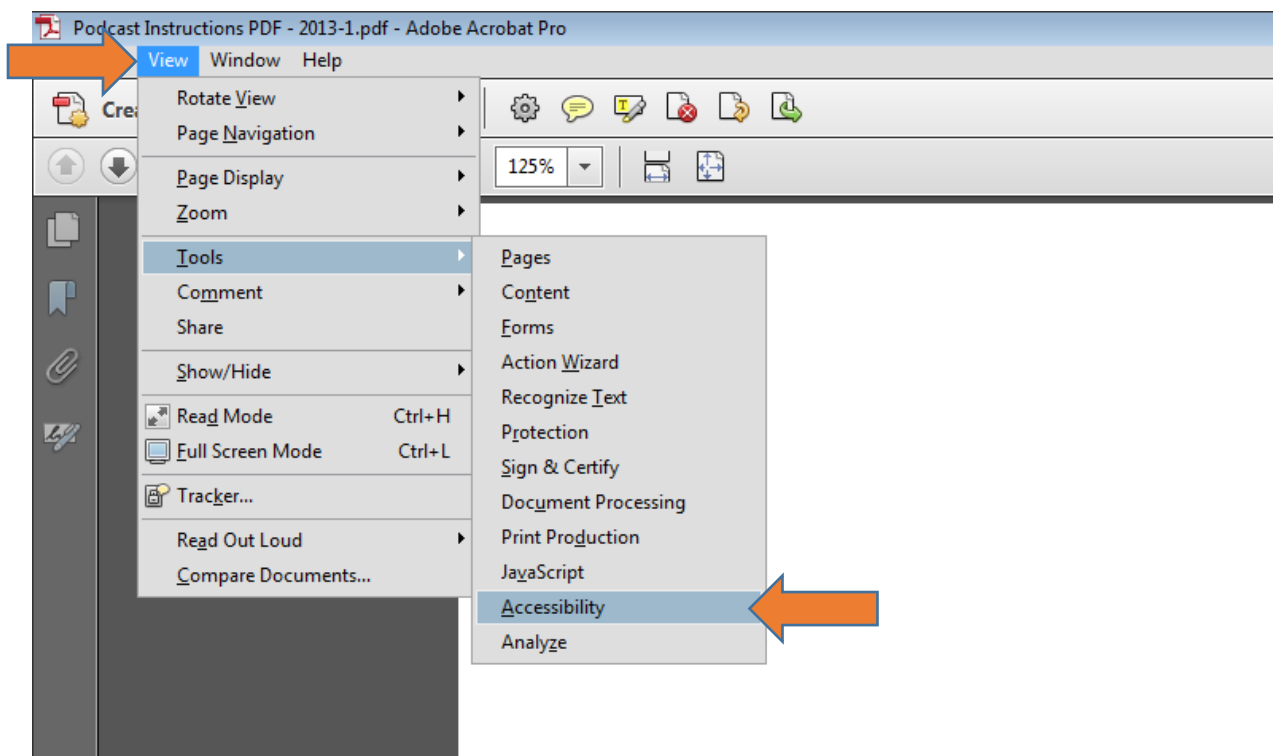 Podcast Instructions PDF - 2013-1.pdf - Adobe Acrobat Pro
View Window Help
125%
Rotate View
Page Navigation
Page Display
Zoom
Tools
Comment
Share
Show/Hide
Read Mode Ctrl+H
Full Screen Mode Ctrl+L
Tracker...
Read Out Loud
Compare Documents...
Pages
Content
Forms
Action Wizard
Recognize Text
Protection
Sign & Certify
Document Processing
Print Production
JavaScript
Accessibility
Analyze